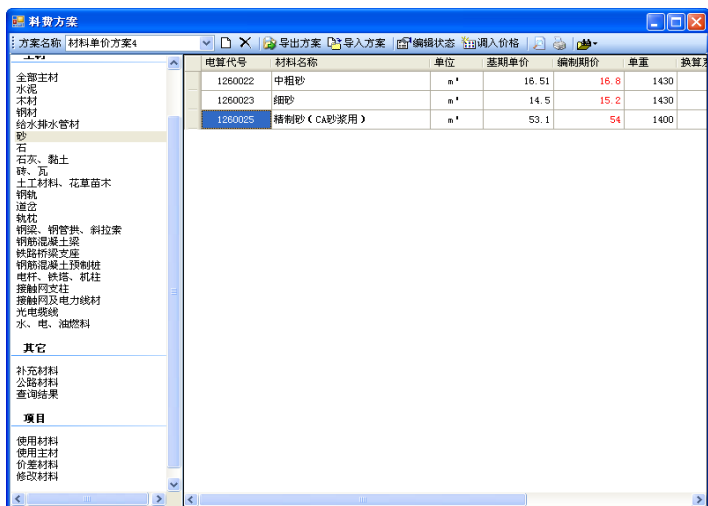 料费方案
方案名称 材料单价方案4 导出方案 导入方案 编辑状态 调入价格
全部主材
水泥
木材
钢材
给水排水管材
砂
石
石灰、黏土
砖、瓦
土工材料、花草苗木
钢轨
道岔
轨枕
钢梁、钢管拱、斜拉索
钢筋混凝土梁
铁路桥梁支座
钢筋混凝土预制桩
电杆、铁塔、机柱
接触网支柱
接触网及电力线材
光电缆线
水、电、油燃料
其它
补充材料
公路材料
查询结果
项目
使用材料
使用主材
价差材料
修改材料
电算代号 材料名称 单位 基期单价 编制期价 单重 换算
1260022 中粗砂 m³ 16.51 16.8 1430
1260023 细砂 m³ 14.5 15.2 1430
1260025 精制砂(CA砂浆用) m³ 53.1 54 1400